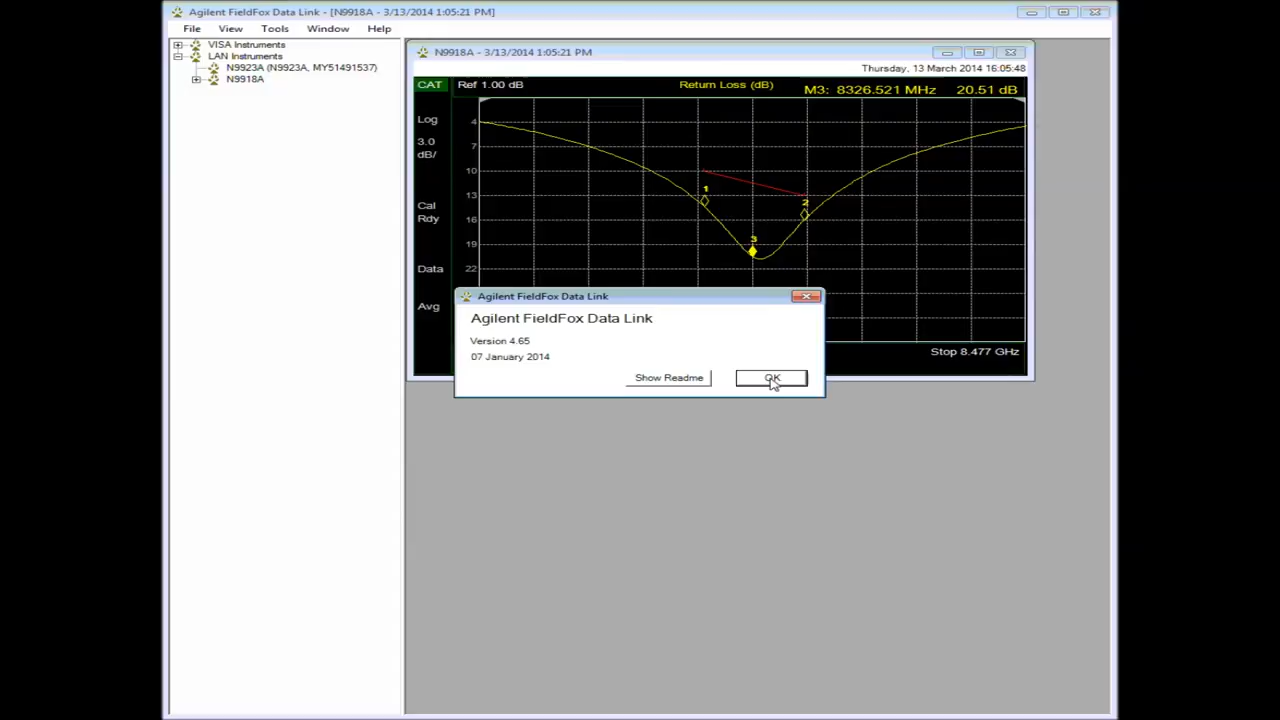 Agilent FieldFox Data Link - [N9918A - 3/13/2014 1:05:21 PM]
File View Tools Window Help
VISA Instruments
LAN Instruments
N9923A (N9923A, MY51491537)
N9918A
N9918A - 3/13/2014 1:05:21 PM
Thursday, 13 March 2014 16:05:48
CAT Ref 1.00 dB Return Loss (dB) M3: 8326.521 MHz 20.51 dB
Log
3.0
dB/
Cal
Rdy
Data
Avg
4
7
10
13
16
19
22
1
2
3
Stop 8.477 GHz
Agilent FieldFox Data Link
Agilent FieldFox Data Link
Version 4.65
07 January 2014
Show Readme OK